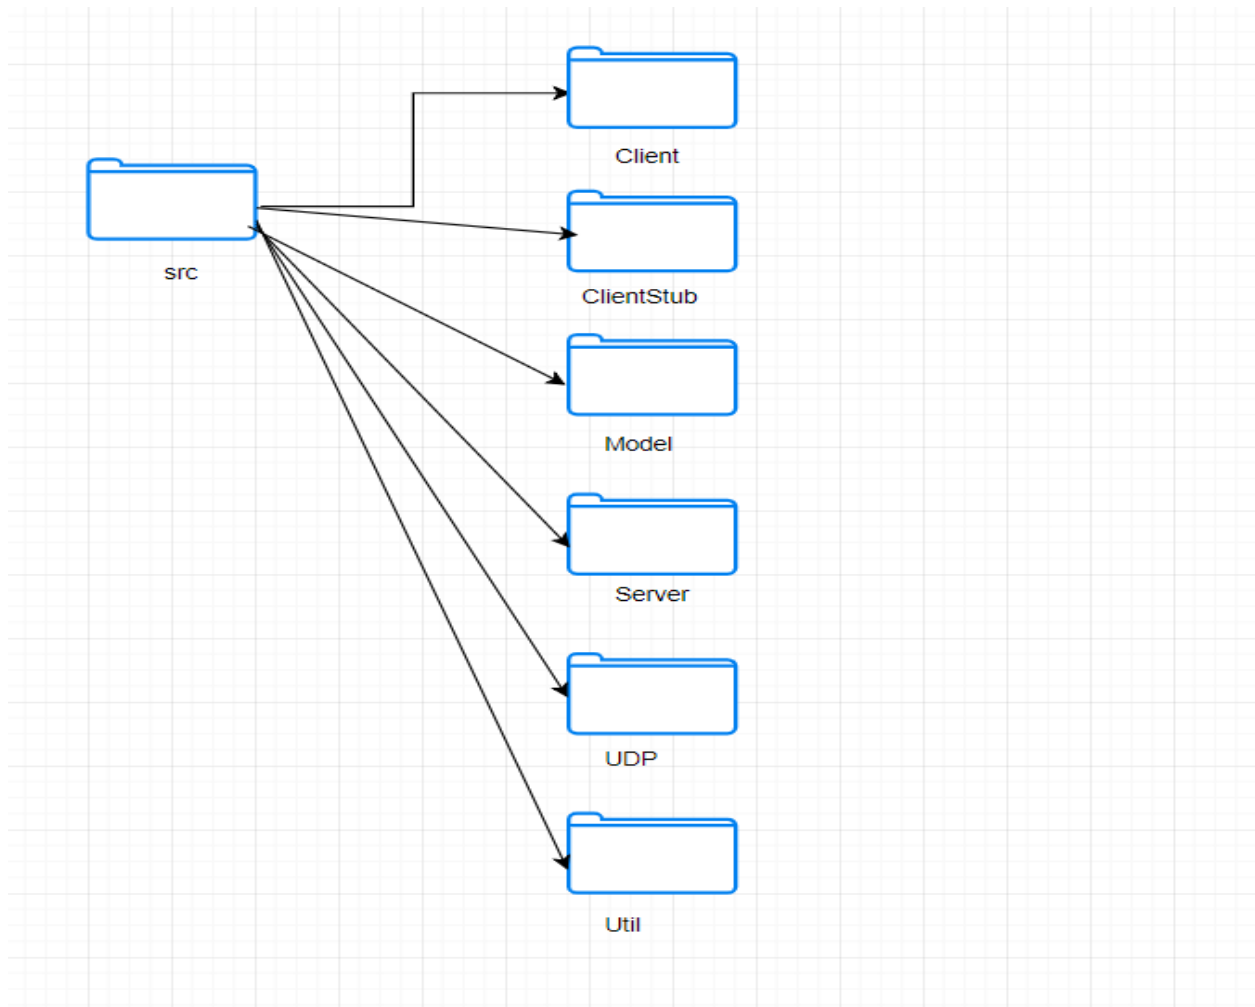 Client
src
ClientStub
Model
Server
UDP
Util